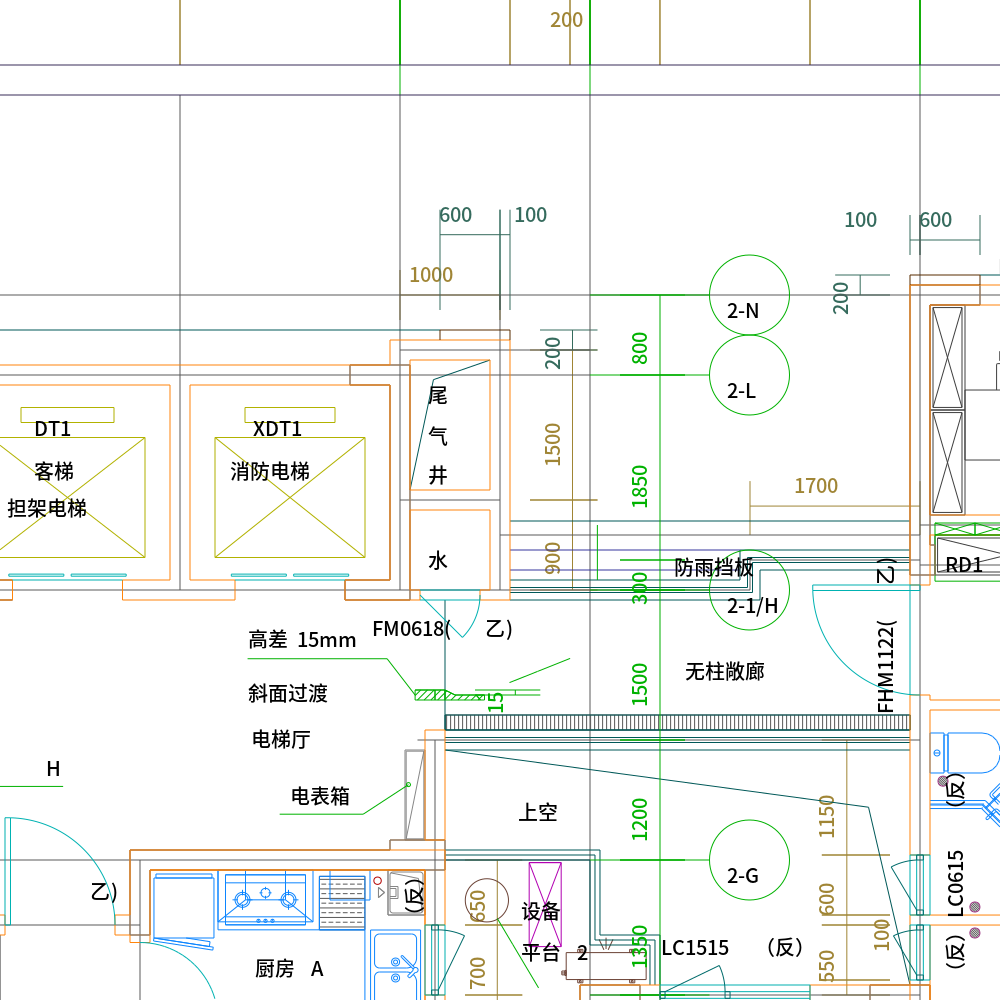 200
600 100
100 600
1000
200
2-N
800
200
2-L
尾
DT1 XDT1
气
客梯 消防电梯
1500
井
1850
1700
担架电梯
水
900
防雨挡板
RD1
300
2-1/H
乙)
FM0618( 乙)
高差 15mm
FHM1122(
无柱敞廊
1500
斜面过渡
15
电梯厅
H
(反)
电表箱
上空
1200
1150
2-G
乙)
(反)
650
600
LC0615
设备
平台 2
1350
LC1515 (反)
100
(反)
厨房 A
700
550